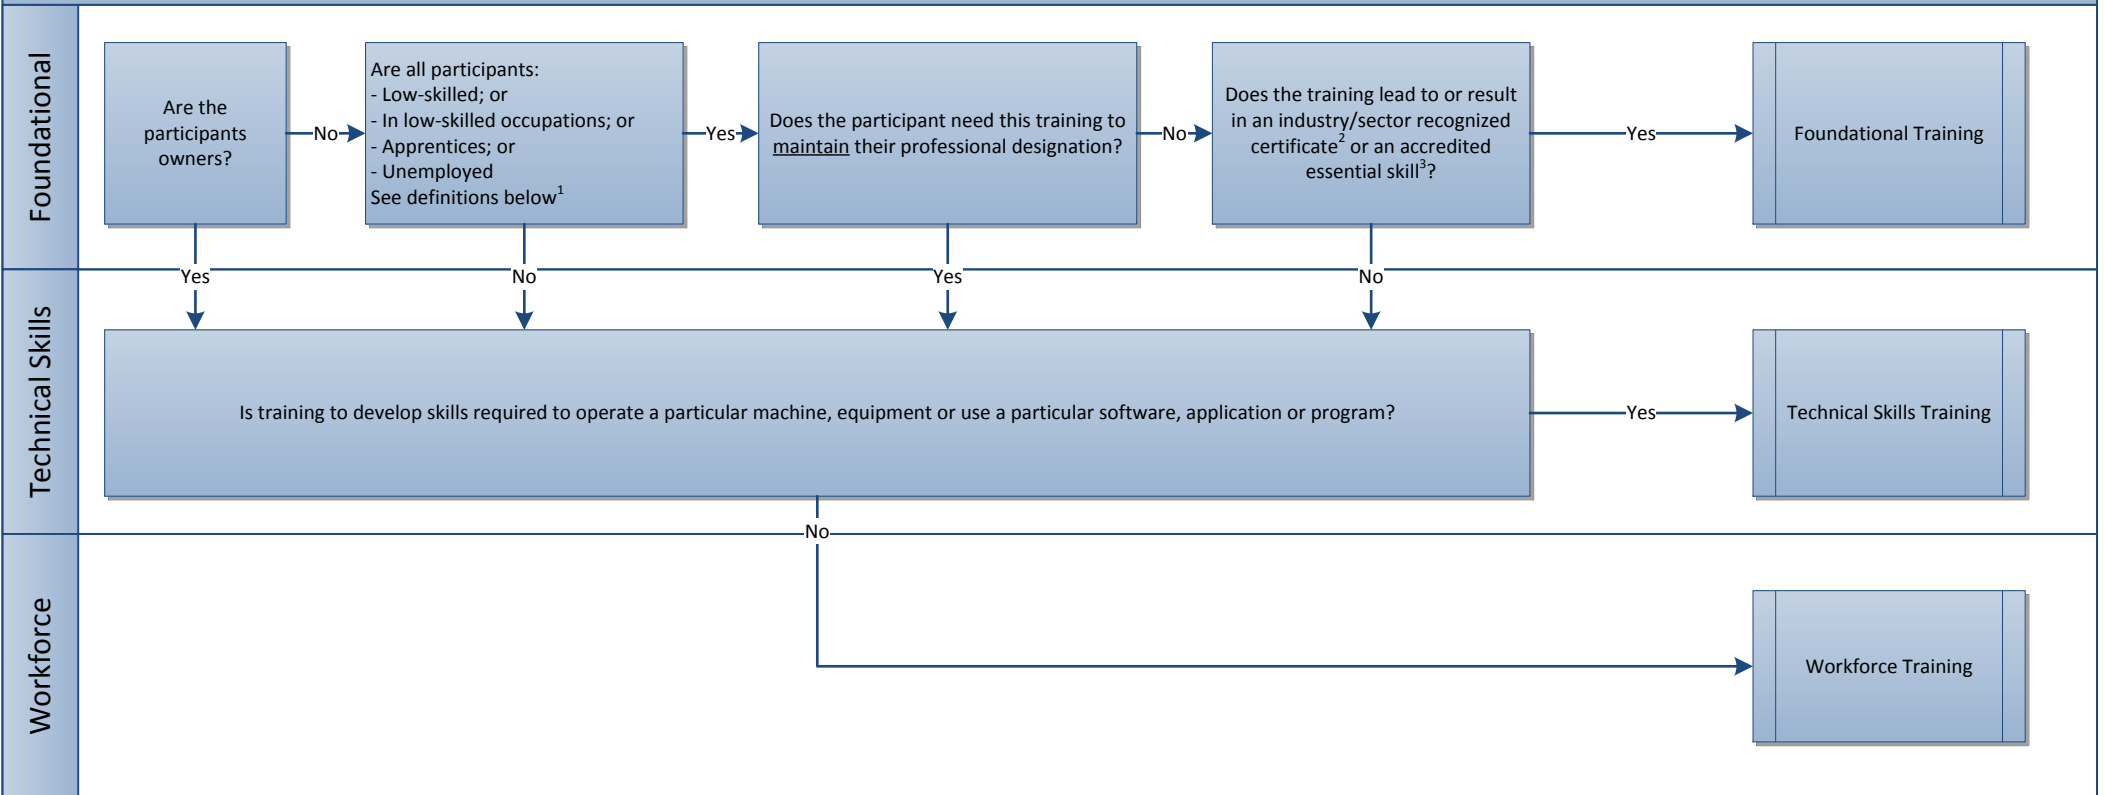 Foundational
Are the
participants
owners?
No
Are all participants:
- Low-skilled; or
- In low-skilled occupations; or
- Apprentices; or
- Unemployed
See definitions below1
Yes
Does the participant need this training to
maintain their professional designation?
No
Does the training lead to or result
in an industry/sector recognized
certificate2 or an accredited
essential skill3?
Yes
Foundational Training
Yes
No
Yes
No
Technical Skills
Is training to develop skills required to operate a particular machine, equipment or use a particular software, application or program?
Yes
Technical Skills Training
No
Workforce
Workforce Training